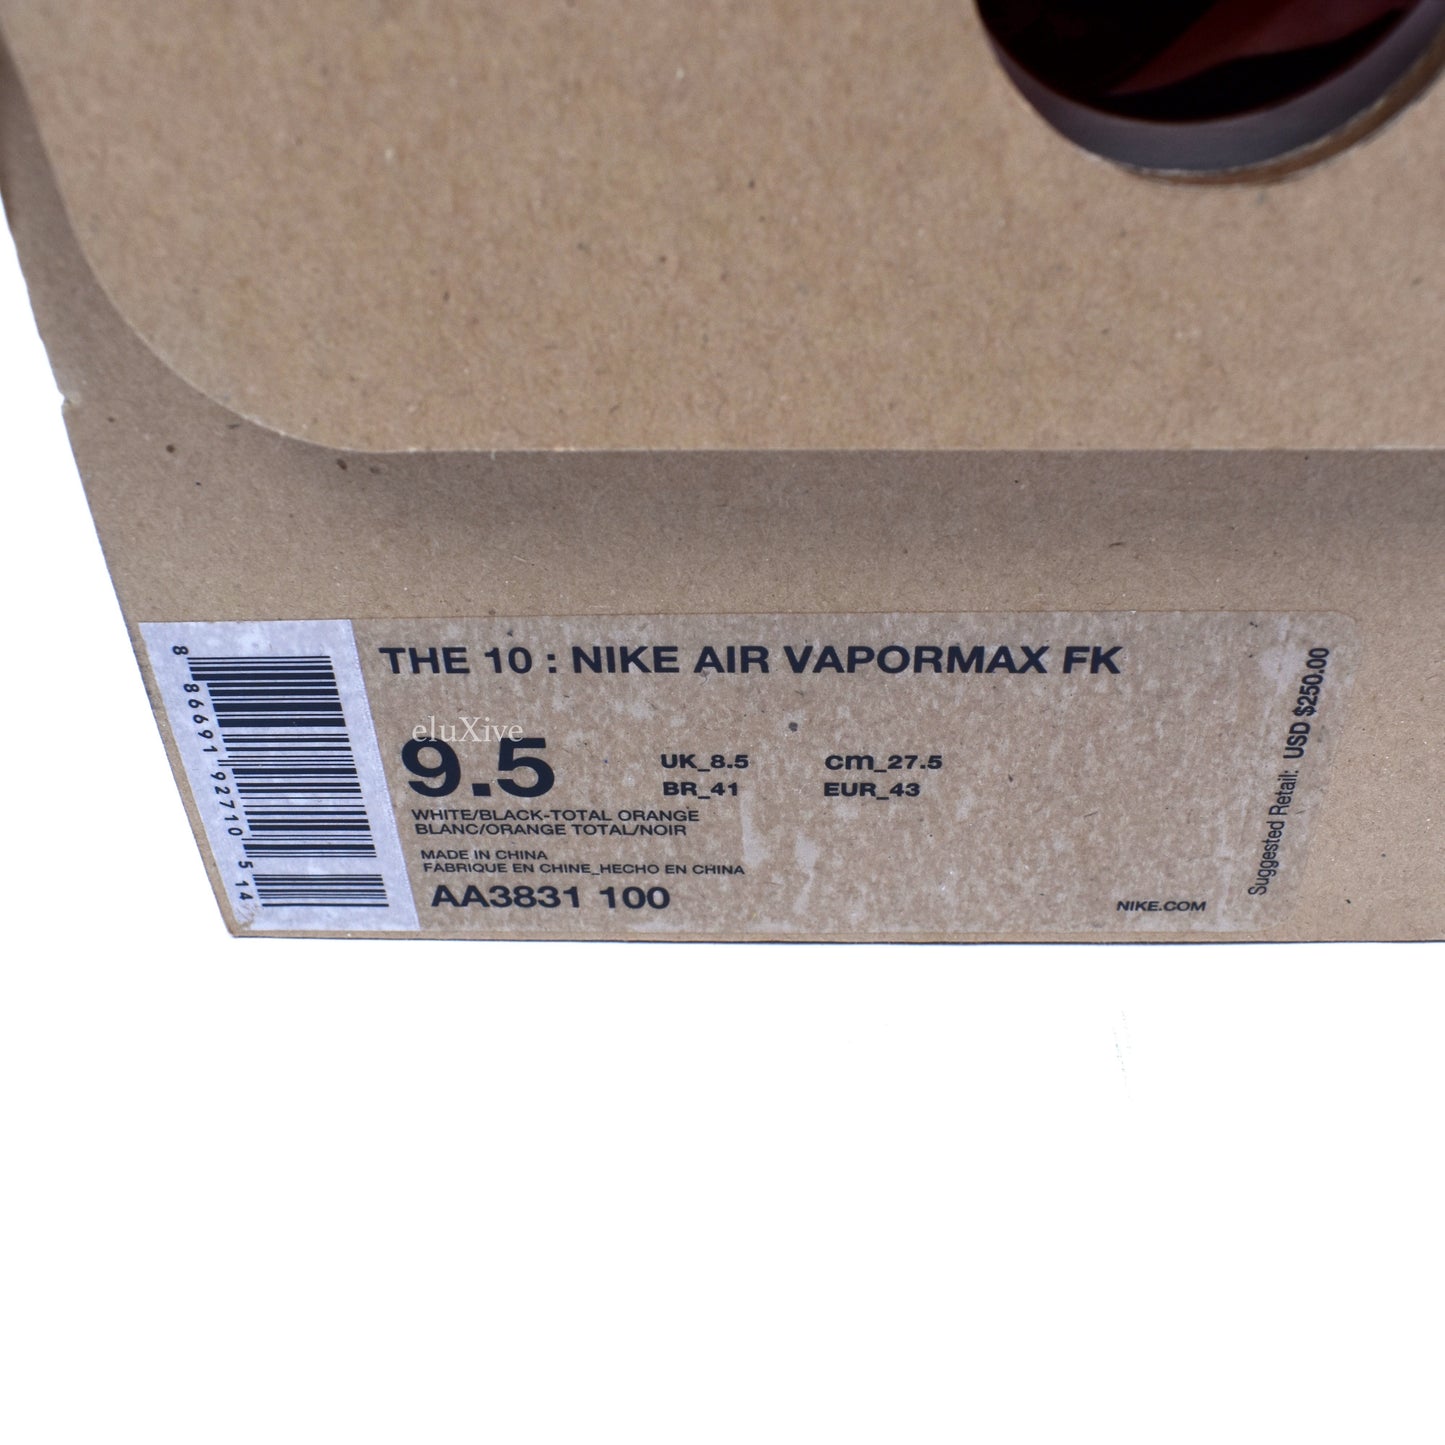 THE 10 : NIKE AIR VAPORMAX FK
eluXive
9.5
UK_8.5 cm_27.5
BR_41 EUR_43
WHITE/BLACK-TOTAL ORANGE
BLANC/ORANGE TOTAL/NOIR
MADE IN CHINA
FABRIQUE EN CHINE_HECHO EN CHINA
AA3831 100
NIKE.COM
Suggested Retail: USD $250.00
8 86691 92710 5 14